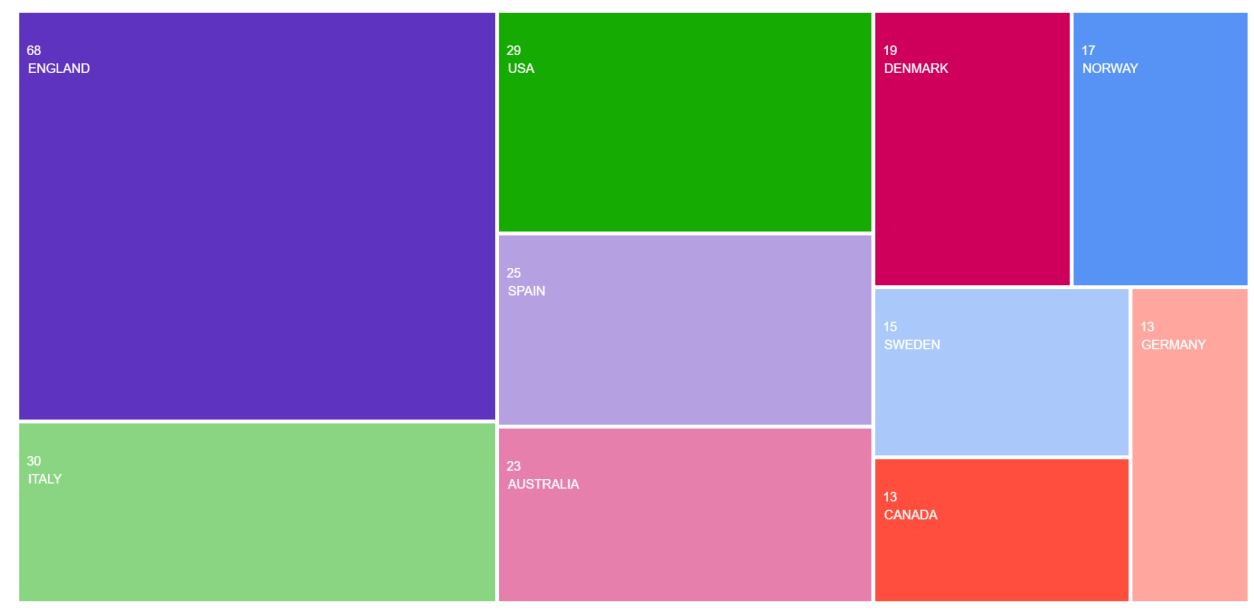 68
ENGLAND
30
ITALY
29
USA
25
SPAIN
23
AUSTRALIA
19
DENMARK
17
NORWAY
15
SWEDEN
13
CANADA
13
GERMANY